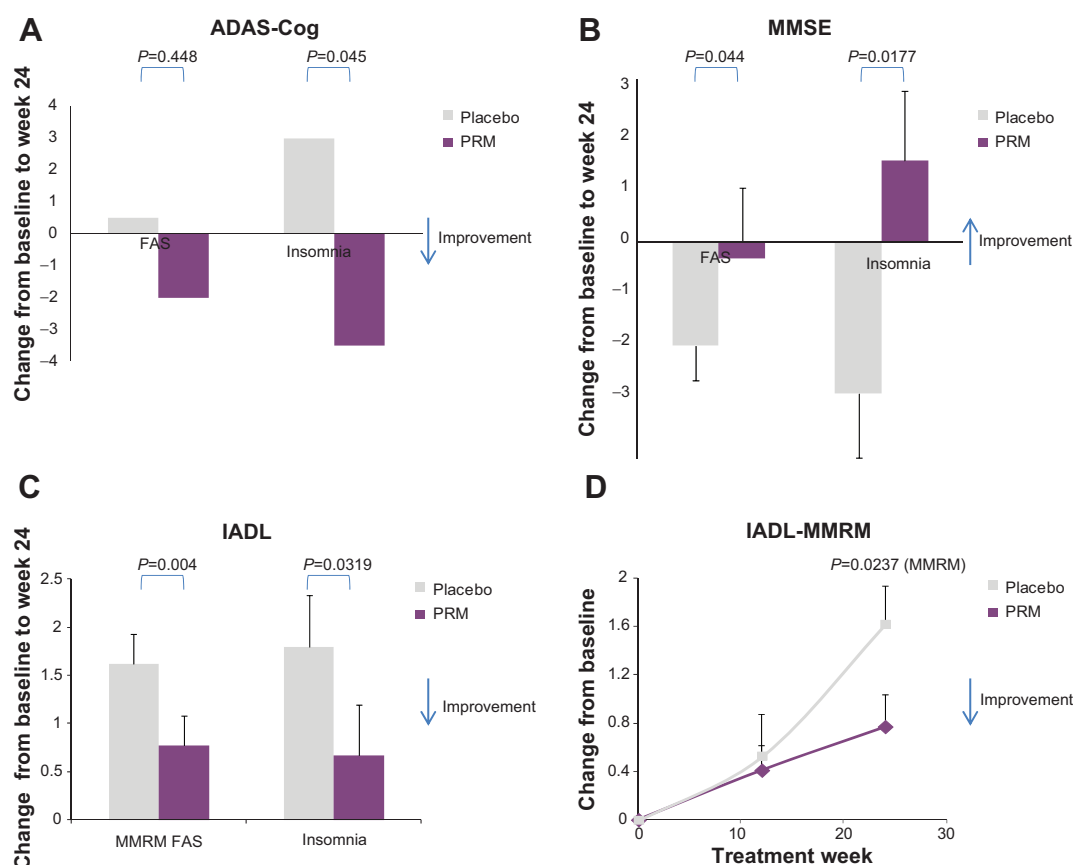 A
ADAS-Cog
P=0.448
P=0.045
Change from baseline to week 24
4
3
2
1
0
–1
–2
–3
–4
FAS
Insomnia
Placebo
PRM
Improvement
B
MMSE
P=0.044
P=0.0177
Change from baseline to week 24
3
2
1
0
–1
–2
–3
FAS
Insomnia
Placebo
PRM
Improvement
C
IADL
P=0.004
P=0.0319
Change from baseline to week 24
2.5
2
1.5
1
0.5
0
MMRM FAS
Insomnia
Placebo
PRM
Improvement
D
IADL-MMRM
P=0.0237 (MMRM)
Change from baseline
2
1.6
1.2
0.8
0.4
0
0
10
20
30
Treatment week
Placebo
PRM
Improvement